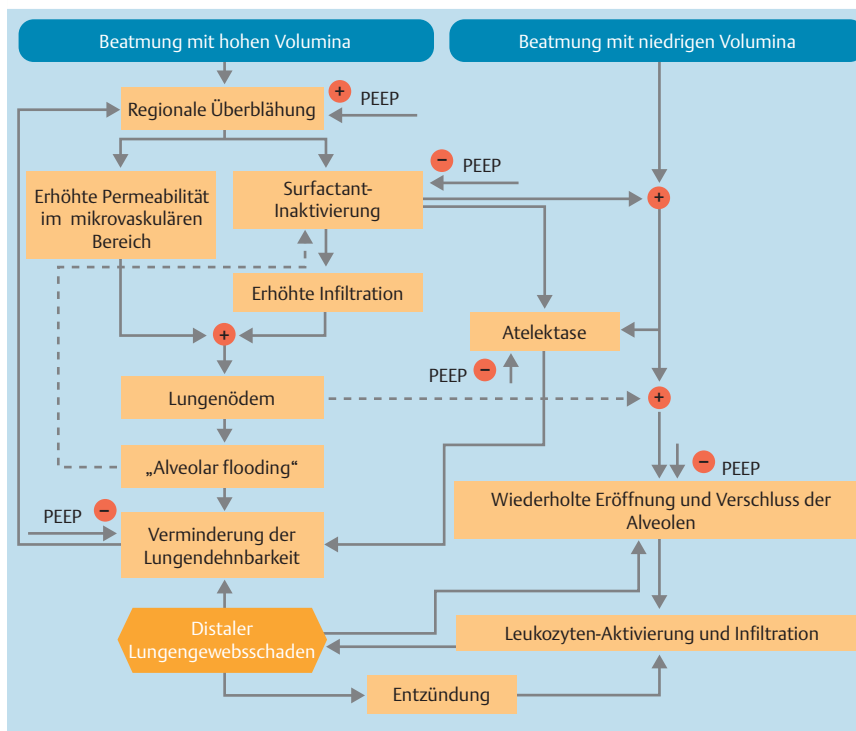 Beatmung mit hohen Volumina
Beatmung mit niedrigen Volumina
Regionale Überblähung
+
PEEP
Erhöhte Permeabilität
im mikrovaskulären
Bereich
Surfactant-
Inaktivierung
−
PEEP
+
Erhöhte Infiltration
+
Atelektase
PEEP
−
Lungenödem
+
„Alveolar flooding“
−
PEEP
Wiederholte Eröffnung und Verschluss der
Alveolen
PEEP
−
Verminderung der
Lungendehnbarkeit
Distaler
Lungengewebsschaden
Leukozyten-Aktivierung und Infiltration
Entzündung